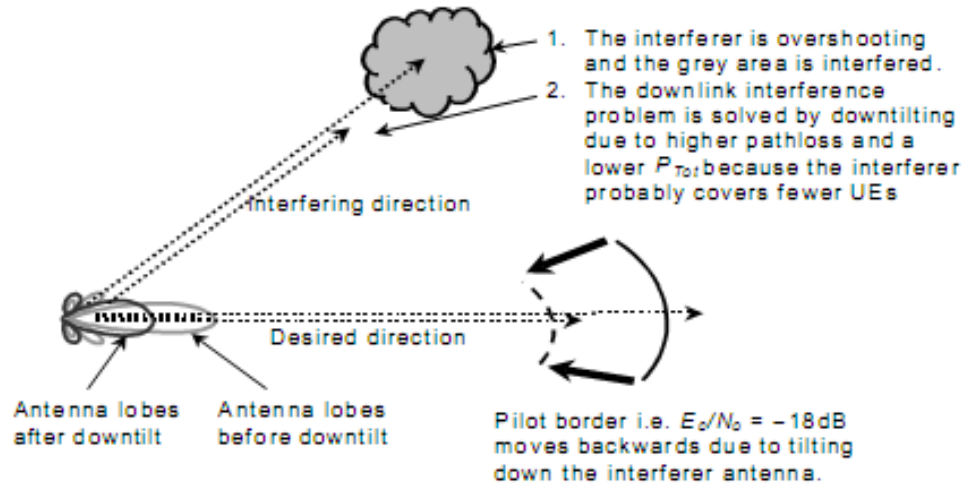 1. The interferer is overshooting
and the grey area is interfered.
2. The downlink interference
problem is solved by downtilting
due to higher pathloss and a
lower P_Tot because the interferer
probably covers fewer UEs
Interfering direction
Desired direction
Antenna lobes
after downtilt
Antenna lobes
before downtilt
Pilot border i.e. E_c/N_o = −18dB
moves backwards due to tilting
down the interferer antenna.